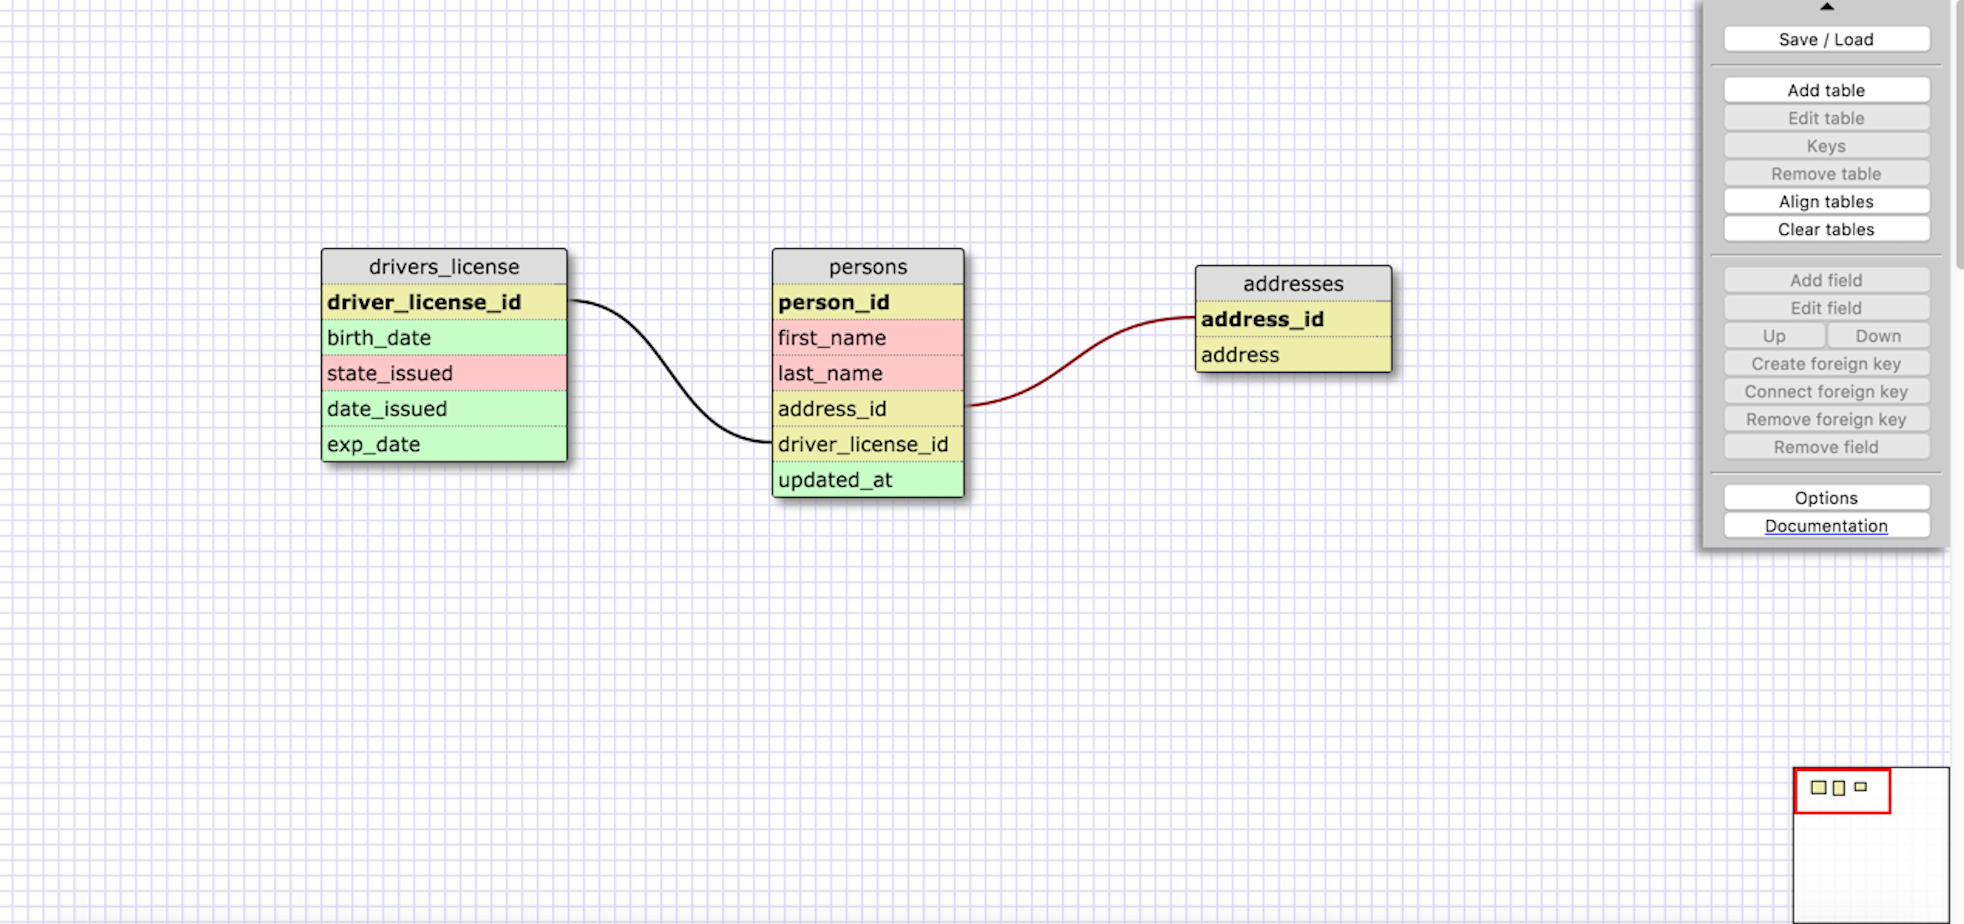 drivers_license
driver_license_id
birth_date
state_issued
date_issued
exp_date
persons
person_id
first_name
last_name
address_id
driver_license_id
updated_at
addresses
address_id
address
Save / Load
Add table
Edit table
Keys
Remove table
Align tables
Clear tables
Add field
Edit field
Up Down
Create foreign key
Connect foreign key
Remove foreign key
Remove field
Options
Documentation